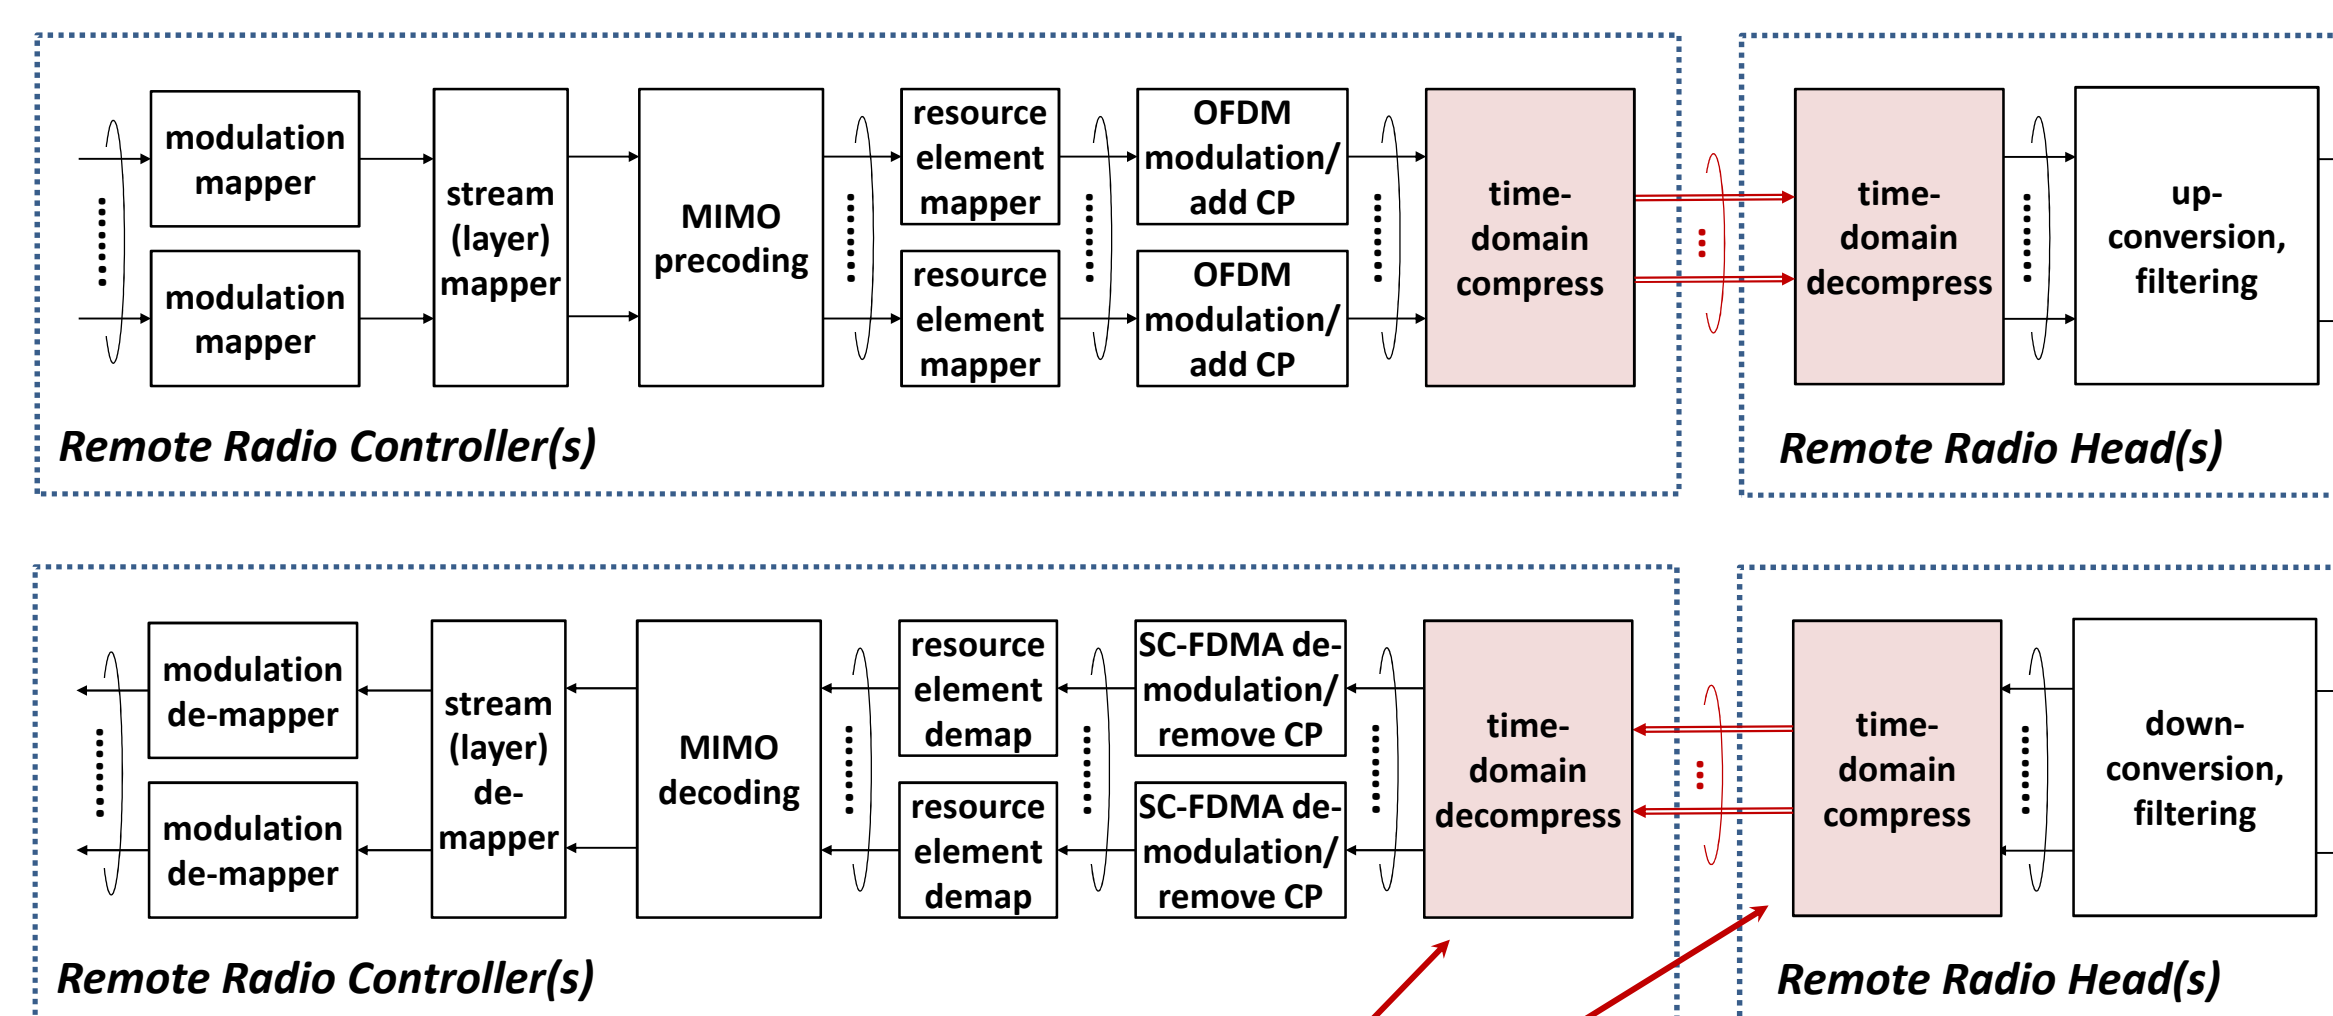 modulation
mapper
modulation
mapper
stream
(layer)
mapper
MIMO
precoding
resource
element
mapper
resource
element
mapper
OFDM
modulation/
add CP
OFDM
modulation/
add CP
time-
domain
compress
Remote Radio Controller(s)
time-
domain
decompress
up-
conversion,
filtering
Remote Radio Head(s)
modulation
de-mapper
modulation
de-mapper
stream
(layer)
de-
mapper
MIMO
decoding
resource
element
demap
resource
element
demap
SC-FDMA de-
modulation/
remove CP
SC-FDMA de-
modulation/
remove CP
time-
domain
decompress
Remote Radio Controller(s)
time-
domain
compress
down-
conversion,
filtering
Remote Radio Head(s)